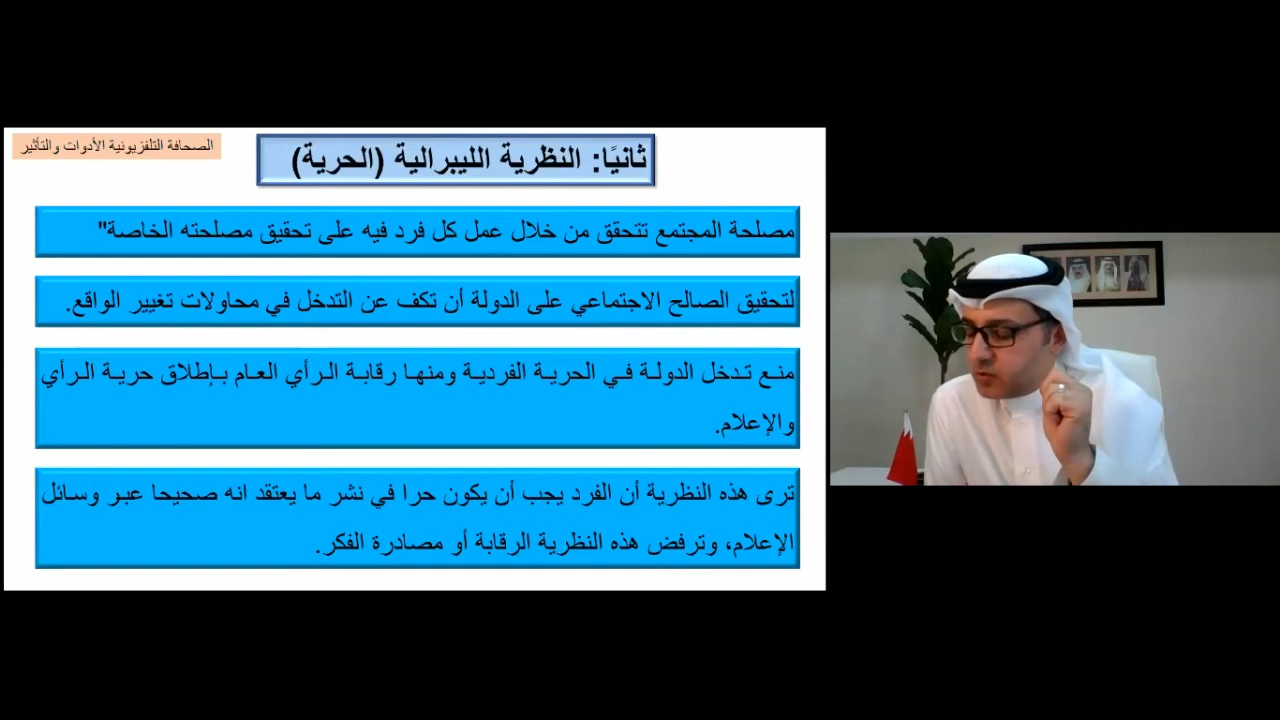 الصحافة التلفزيونية الأدوات والتأثير
ثانيًا: النظرية الليبرالية (الحرية)
مصلحة المجتمع تتحقق من خلال عمل كل فرد فيه على تحقيق مصلحته الخاصة"
لتحقيق الصالح الاجتماعي على الدولة أن تكف عن التدخل في محاولات تغيير الواقع.
منع تدخل الدولة في الحرية الفردية ومنها رقابة الرأي العام بإطلاق حرية الرأي
والإعلام.
ترى هذه النظرية أن الفرد يجب أن يكون حرا في نشر ما يعتقد انه صحيحا عبر وسائل
الإعلام، وترفض هذه النظرية الرقابة أو مصادرة الفكر.